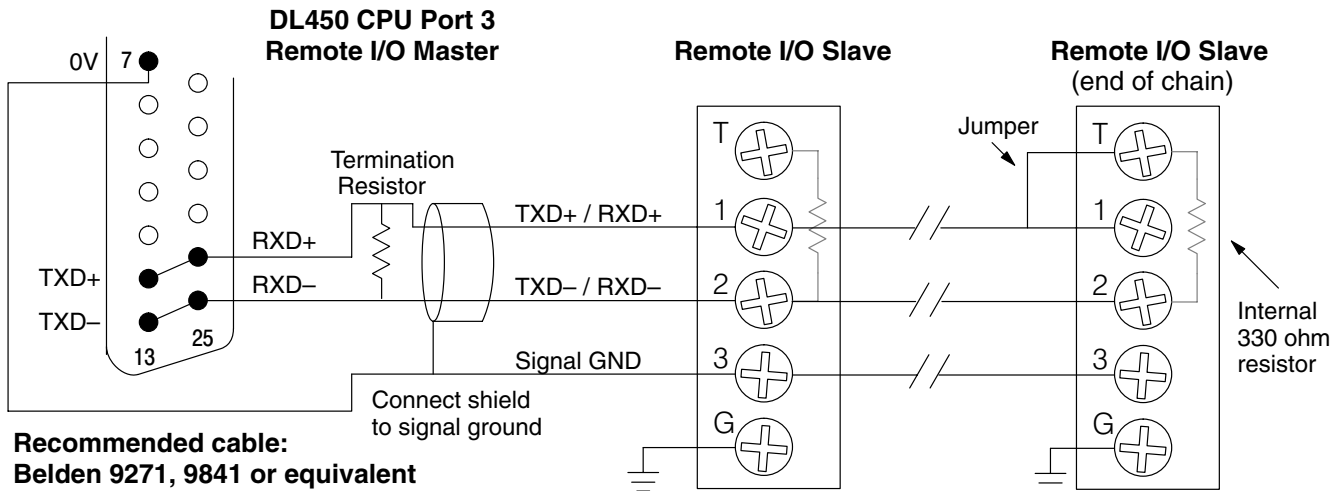 DL450 CPU Port 3
Remote I/O Master
Remote I/O Slave
Remote I/O Slave
(end of chain)
0V
7
TXD+
TXD–
13
25
RXD+
RXD–
Termination
Resistor
TXD+ / RXD+
TXD– / RXD–
Signal GND
Connect shield
to signal ground
T
1
2
3
G
Jumper
T
1
2
3
G
Internal
330 ohm
resistor
Recommended cable:
Belden 9271, 9841 or equivalent